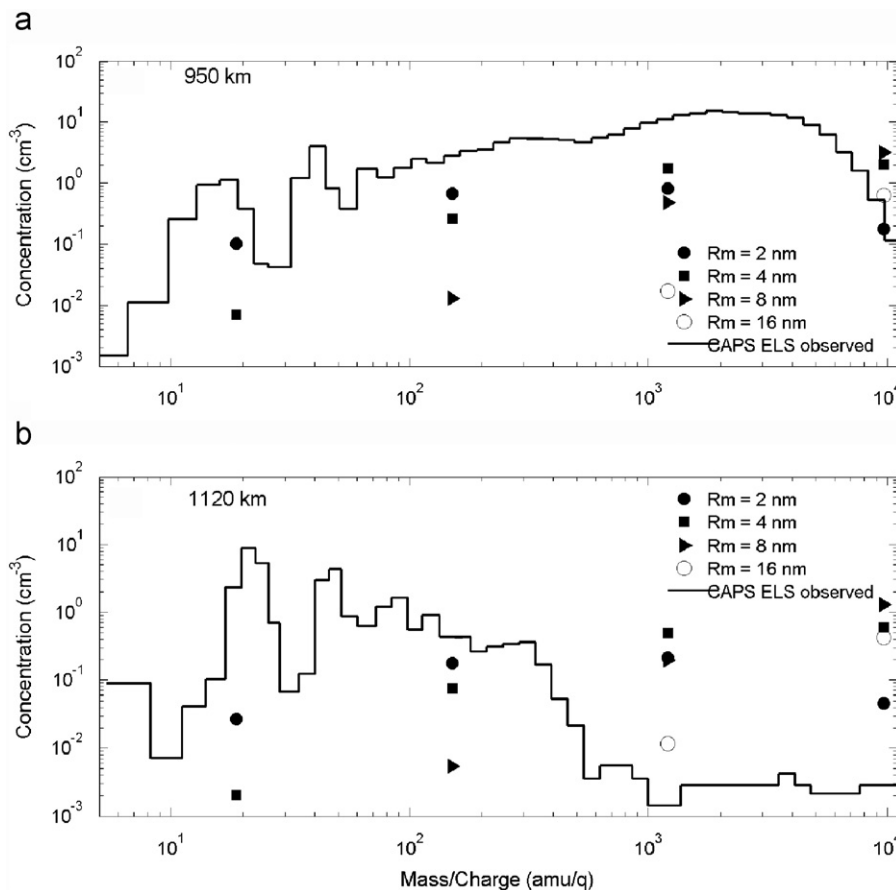 a
10^2
950 km
10^1
10^0
10^-1
10^-2
10^-3
Concentration (cm^-3)
Rm = 2 nm
Rm = 4 nm
Rm = 8 nm
Rm = 16 nm
CAPS ELS observed
10^1
10^2
10^3
b
10^2
1120 km
10^1
10^0
10^-1
10^-2
10^-3
Concentration (cm^-3)
Rm = 2 nm
Rm = 4 nm
Rm = 8 nm
Rm = 16 nm
CAPS ELS observed
10^1
10^2
10^3
Mass/Charge (amu/q)